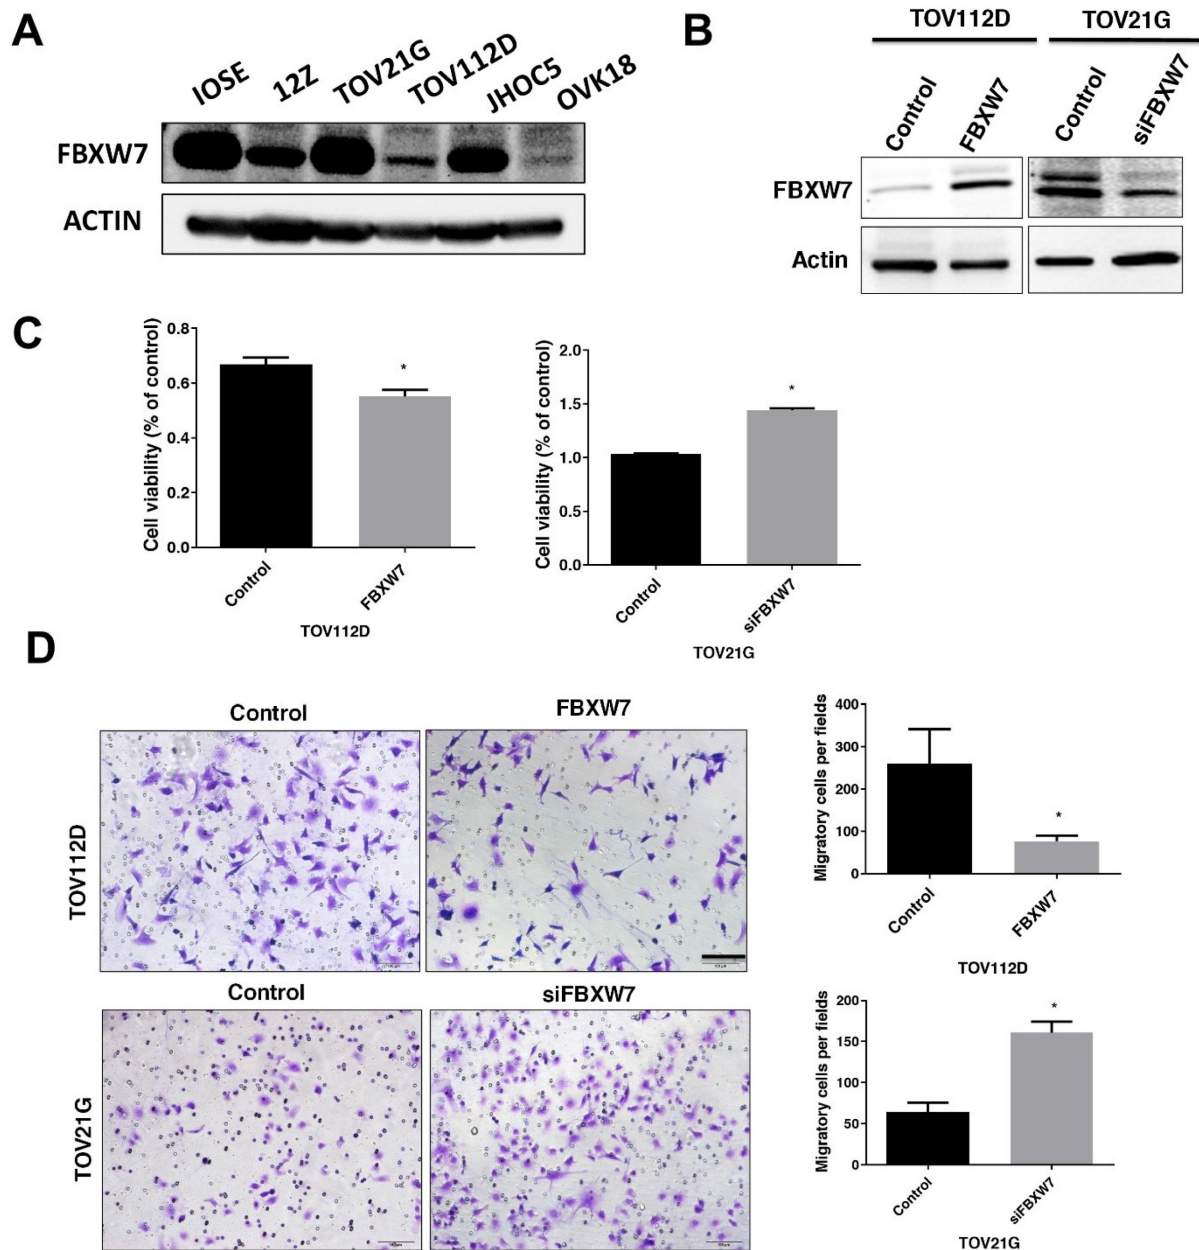 A
IOSE 12Z TOV21G TOV112D JHOC5 OVK18
FBXW7
ACTIN
B
TOV112D TOV21G
Control FBXW7 Control siFBXW7
FBXW7
Actin
C
Cell viability (% of control)
0.8
0.6
0.4
0.2
0.0
*
Control FBXW7
TOV112D
Cell viability (% of control)
2.0
1.5
1.0
0.5
0.0
*
Control siFBXW7
TOV21G
D
Control FBXW7
TOV112D
Control siFBXW7
TOV21G
Migratory cells per fields
400
300
200
100
0
*
Control FBXW7
TOV112D
Migratory cells per fields
200
150
100
50
0
*
Control siFBXW7
TOV21G